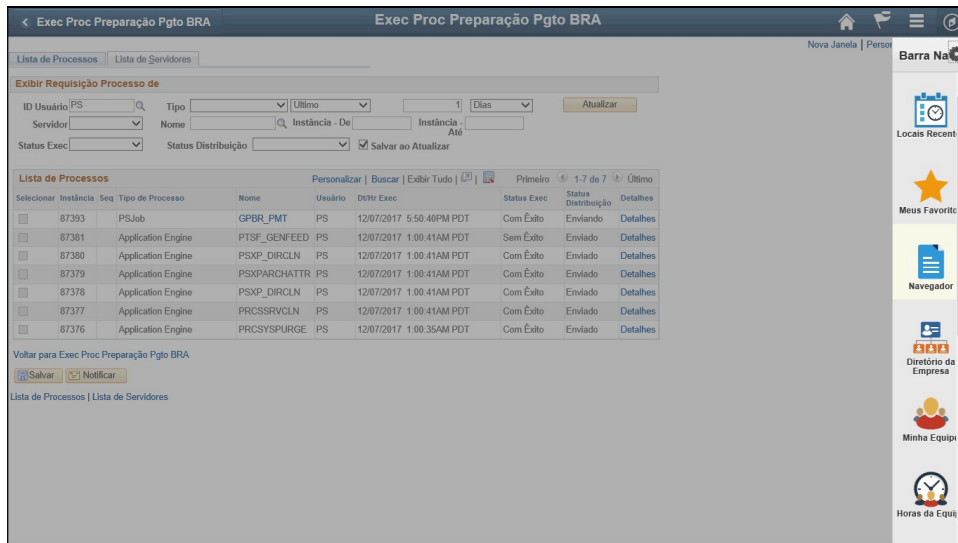 Exec Proc Preparação Pgto BRA
Exec Proc Preparação Pgto BRA
Nova Janela | Person
Lista de Processos
Lista de Servidores
Exibir Requisição Processo de
ID Usuário PS Tipo Ultimo 1 Dias Atualizar
Servidor Nome Instância - De Instância - Até
Status Exec Status Distribuição Salvar ao Atualizar
Lista de Processos Personalizar | Buscar | Exibir Tudo | | Primeiro 1-7 de 7 Último
Selecionar Instância Seq Tipo de Processo Nome Usuário Dt/Hr Exec Status Exec Status Distribuição Detalhes
87393 PSJob GPBR_PMT PS 12/07/2017 5:50:40PM PDT Com Êxito Enviando Detalhes
87381 Application Engine PTSF_GENFEED PS 12/07/2017 1:00:41AM PDT Sem Êxito Enviado Detalhes
87380 Application Engine PSXP_DIRCLN PS 12/07/2017 1:00:41AM PDT Com Êxito Enviado Detalhes
87379 Application Engine PSXPARCHATTR PS 12/07/2017 1:00:41AM PDT Com Êxito Enviado Detalhes
87378 Application Engine PSXP_DIRCLN PS 12/07/2017 1:00:41AM PDT Com Êxito Enviado Detalhes
87377 Application Engine PRCSSRVCLN PS 12/07/2017 1:00:41AM PDT Com Êxito Enviado Detalhes
87376 Application Engine PRCSYSPURGE PS 12/07/2017 1:00:35AM PDT Com Êxito Enviado Detalhes
Voltar para Exec Proc Preparação Pgto BRA
Salvar Notificar
Lista de Processos | Lista de Servidores
Barra Na
Locais Recent
Meus Favorito
Navegador
Diretório da
Empresa
Minha Equipe
Horas da Equip